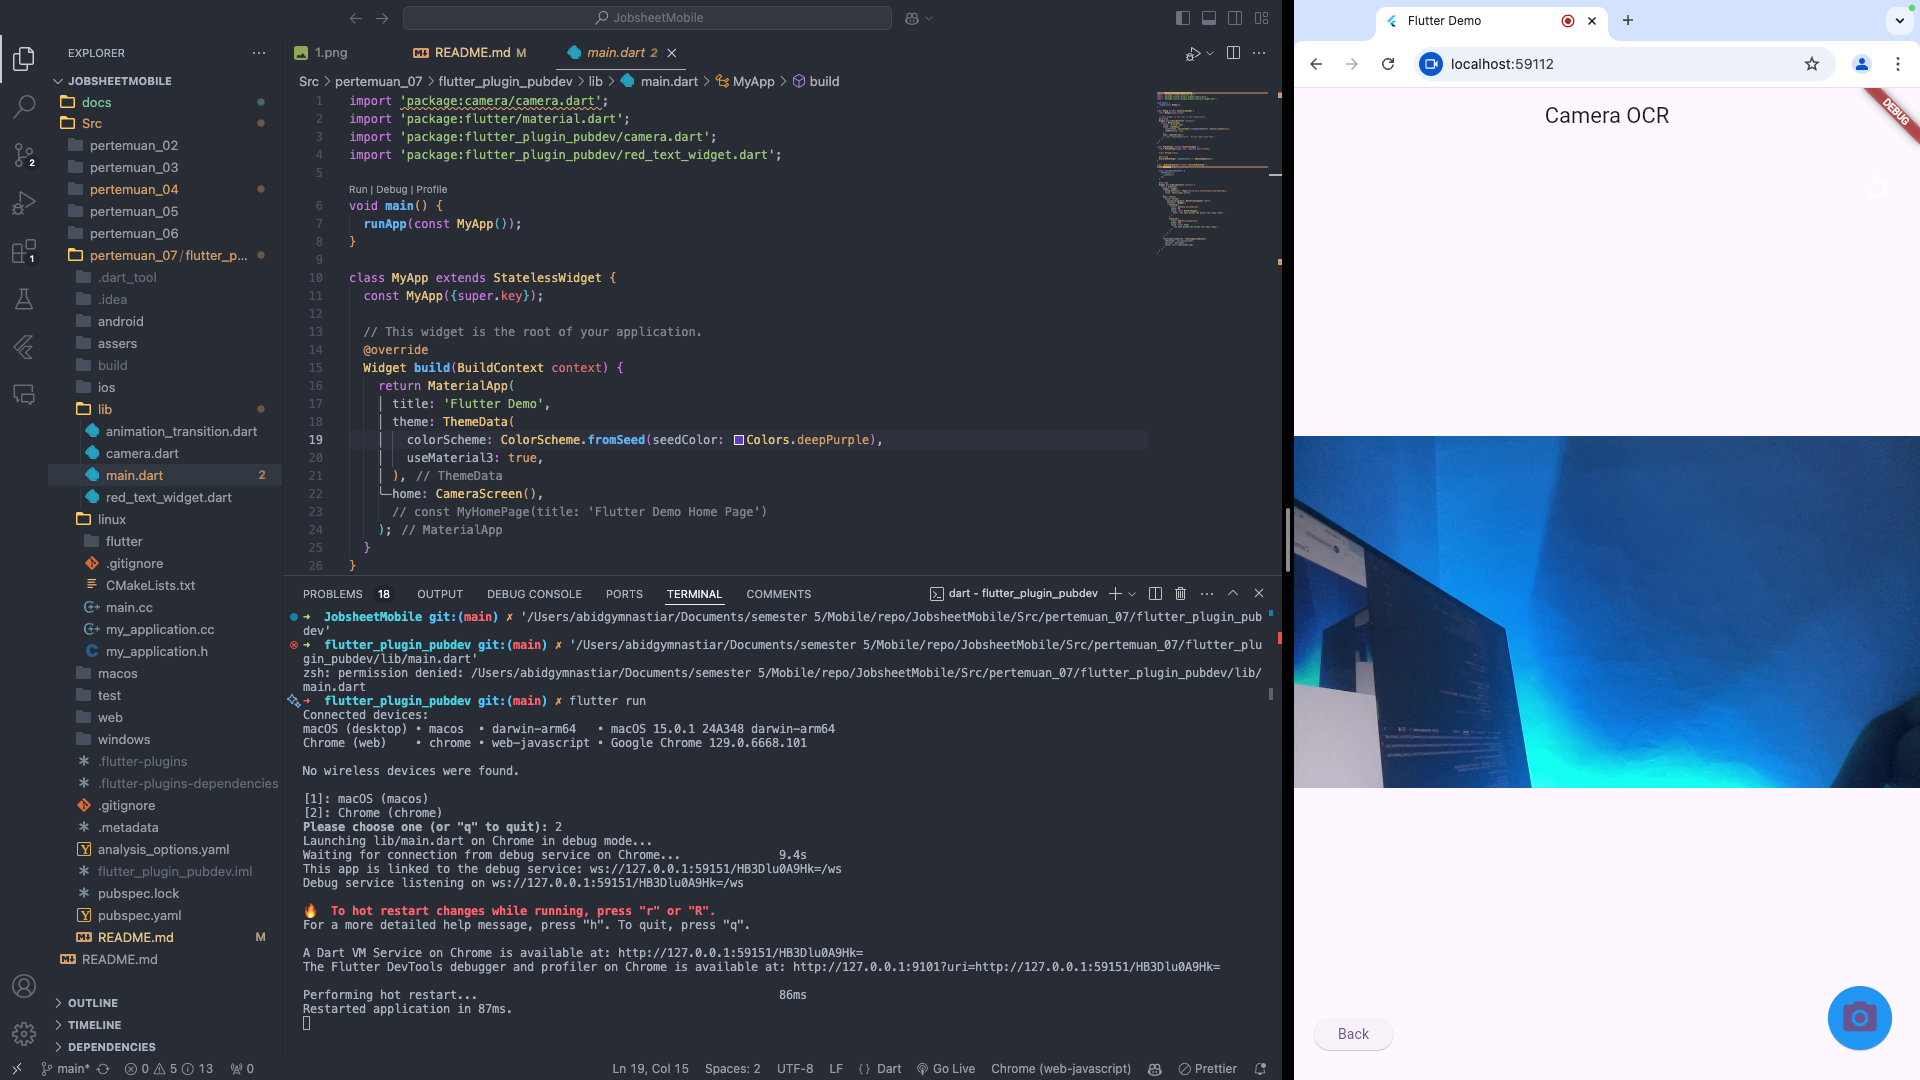 JobsheetMobile
EXPLORER
JOBSHEETMOBILE
docs
Src
pertemuan_02
pertemuan_03
pertemuan_04
pertemuan_05
pertemuan_06
pertemuan_07/flutter_p...
.dart_tool
.idea
android
assers
build
ios
lib
animation_transition.dart
camera.dart
main.dart 2
red_text_widget.dart
linux
flutter
.gitignore
CMakeLists.txt
main.cc
my_application.cc
my_application.h
macos
test
web
windows
.flutter-plugins
.flutter-plugins-dependencies
.gitignore
.metadata
analysis_options.yaml
flutter_plugin_pubdev.iml
pubspec.lock
pubspec.yaml
README.md M
README.md
OUTLINE
TIMELINE
DEPENDENCIES
2
1
1.png
README.md M
main.dart 2
Src > pertemuan_07 > flutter_plugin_pubdev > lib > main.dart > MyApp > build
1 import 'package:camera/camera.dart';
2 import 'package:flutter/material.dart';
3 import 'package:flutter_plugin_pubdev/camera.dart';
4 import 'package:flutter_plugin_pubdev/red_text_widget.dart';
5
Run | Debug | Profile
6 void main() {
7 runApp(const MyApp());
8 }
9
10 class MyApp extends StatelessWidget {
11 const MyApp({super.key});
12
13 // This widget is the root of your application.
14 @override
15 Widget build(BuildContext context) {
16 return MaterialApp(
17 title: 'Flutter Demo',
18 theme: ThemeData(
19 colorScheme: ColorScheme.fromSeed(seedColor: Colors.deepPurple),
20 useMaterial3: true,
21 ), // ThemeData
22 home: CameraScreen(),
23 // const MyHomePage(title: 'Flutter Demo Home Page')
24 ); // MaterialApp
25 }
26 }
PROBLEMS 18 OUTPUT DEBUG CONSOLE PORTS TERMINAL COMMENTS
dart - flutter_plugin_pubdev
➜ JobsheetMobile git:(main) ✗ '/Users/abidgymnastiar/Documents/semester 5/Mobile/repo/JobsheetMobile/Src/pertemuan_07/flutter_plugin_pub
dev'
➜ flutter_plugin_pubdev git:(main) ✗ '/Users/abidgymnastiar/Documents/semester 5/Mobile/repo/JobsheetMobile/Src/pertemuan_07/flutter_plu
gin_pubdev/lib/main.dart'
zsh: permission denied: /Users/abidgymnastiar/Documents/semester 5/Mobile/repo/JobsheetMobile/Src/pertemuan_07/flutter_plugin_pubdev/lib/
main.dart
➜ flutter_plugin_pubdev git:(main) ✗ flutter run
Connected devices:
macOS (desktop) • macos • darwin-arm64 • macOS 15.0.1 24A348 darwin-arm64
Chrome (web) • chrome • web-javascript • Google Chrome 129.0.6668.101
No wireless devices were found.
[1]: macOS (macos)
[2]: Chrome (chrome)
Please choose one (or "q" to quit): 2
Launching lib/main.dart on Chrome in debug mode...
Waiting for connection from debug service on Chrome... 9.4s
This app is linked to the debug service: ws://127.0.0.1:59151/HB3Dlu0A9Hk=/ws
Debug service listening on ws://127.0.0.1:59151/HB3Dlu0A9Hk=/ws
🔥 To hot restart changes while running, press "r" or "R".
For a more detailed help message, press "h". To quit, press "q".
A Dart VM Service on Chrome is available at: http://127.0.0.1:59151/HB3Dlu0A9Hk=
The Flutter DevTools debugger and profiler on Chrome is available at: http://127.0.0.1:9101?uri=http://127.0.0.1:59151/HB3Dlu0A9Hk=
Performing hot restart... 86ms
Restarted application in 87ms.
main* 0 5 13 0
Ln 19, Col 15 Spaces: 2 UTF-8 LF {} Dart Go Live Chrome (web-javascript) Prettier
Flutter Demo
localhost:59112
Camera OCR
DEBUG
Back